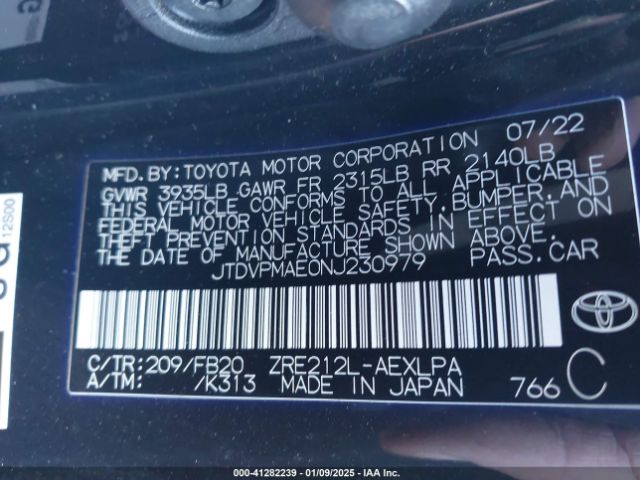 MFD. BY: TOYOTA MOTOR CORPORATION 07/22
GVWR 3935LB GAWR FR 2315LB RR 2140LB
THIS VEHICLE CONFORMS TO ALL APPLICABLE
FEDERAL MOTOR VEHICLE SAFETY, BUMPER, AND
THEFT PREVENTION STANDARDS IN EFFECT ON
THE DATE OF MANUFACTURE SHOWN ABOVE.
JTDVPMAE0NJ230979 PASS. CAR
C/TR: 209/FB20 ZRE212L-AEXLPA
A/TM: /K313 MADE IN JAPAN 766 C
TOYOTA
12S00
000-41282239 - 01/09/2025 - IAA Inc.